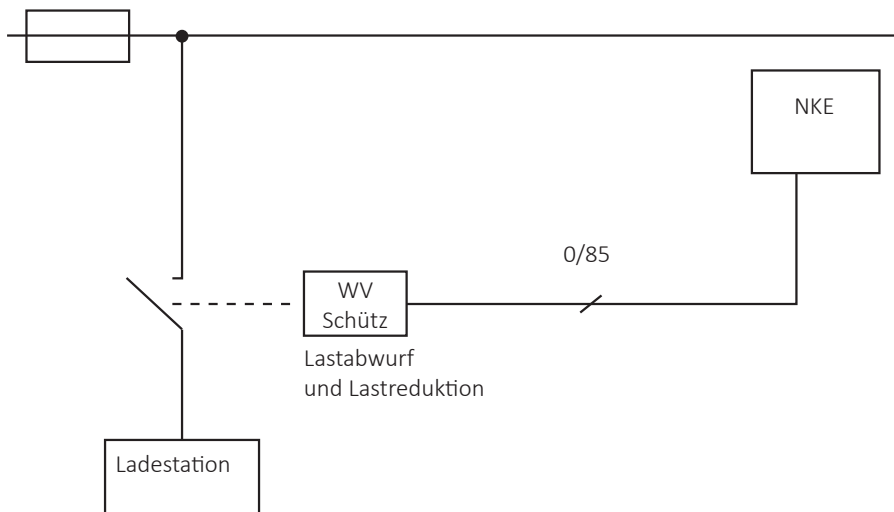 NKE
0/85
WV
Schütz
Lastabwurf
und Lastreduktion
Ladestation